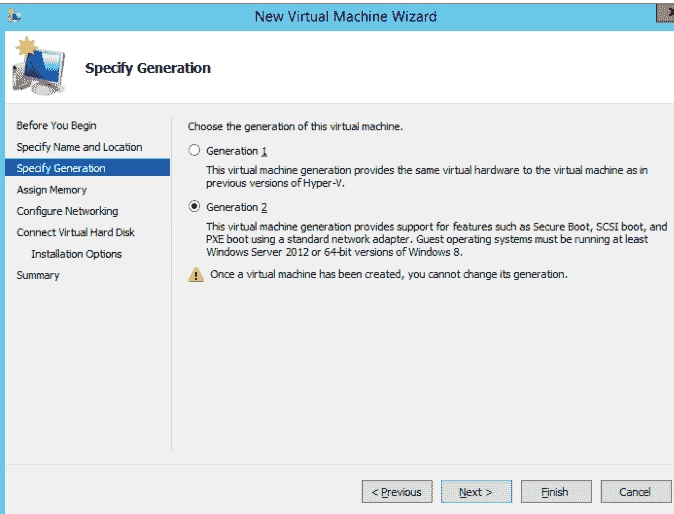 New Virtual Machine Wizard
Specify Generation
Before You Begin
Specify Name and Location
Specify Generation
Assign Memory
Configure Networking
Connect Virtual Hard Disk
Installation Options
Summary
Choose the generation of this virtual machine.
Generation 1
This virtual machine generation provides the same virtual hardware to the virtual machine as in
previous versions of Hyper-V.
Generation 2
This virtual machine generation provides support for features such as Secure Boot, SCSI boot, and
PXE boot using a standard network adapter. Guest operating systems must be running at least
Windows Server 2012 or 64-bit versions of Windows 8.
Once a virtual machine has been created, you cannot change its generation.
< Previous
Next >
Finish
Cancel